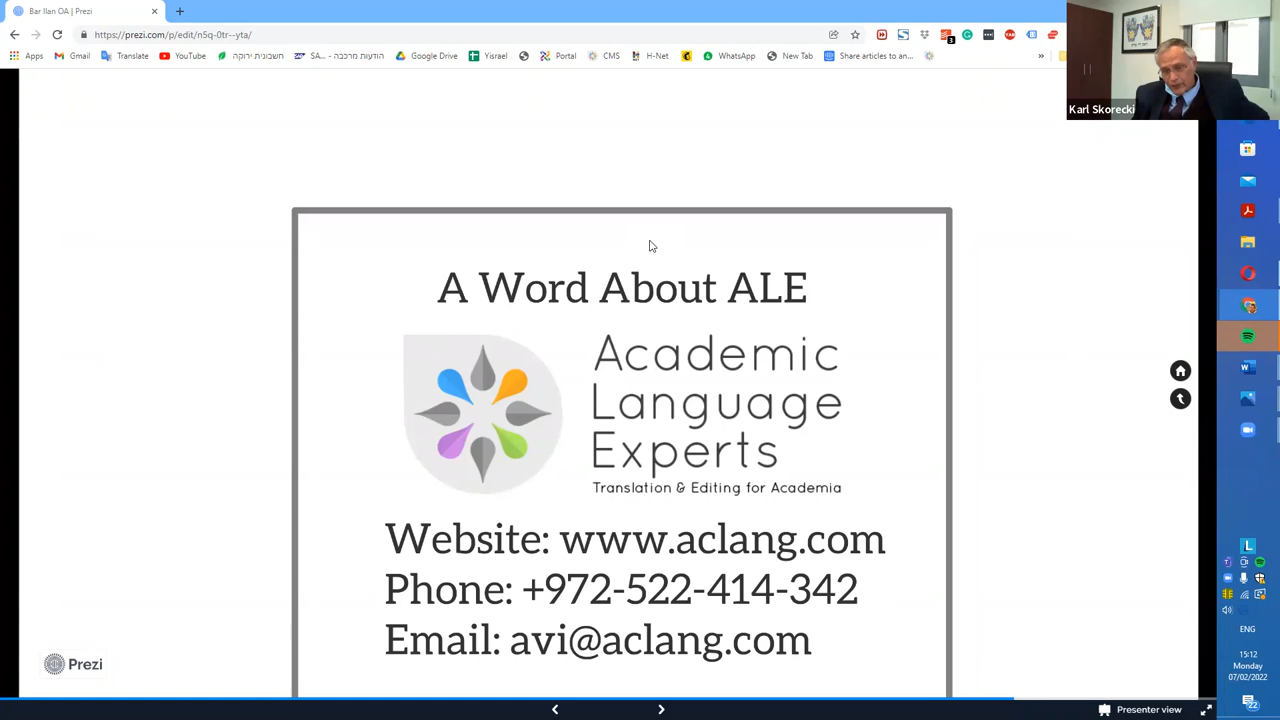 Bar Ilan OA | Prezi
https://prezi.com/p/edit/n5q-0tr--yta/
Apps Gmail Translate YouTube חשבונית ירוקה SA... - הודעות מרכבה Google Drive Yisrael Portal CMS H-Net WhatsApp New Tab Share articles to an... »
3
Karl Skorecki
A Word About ALE
Academic
Language
Experts
Translation & Editing for Academia
Website: www.aclang.com
Phone: +972-522-414-342
Email: avi@aclang.com
Prezi
Presenter view
ENG
15:12
Monday
07/02/2022
22